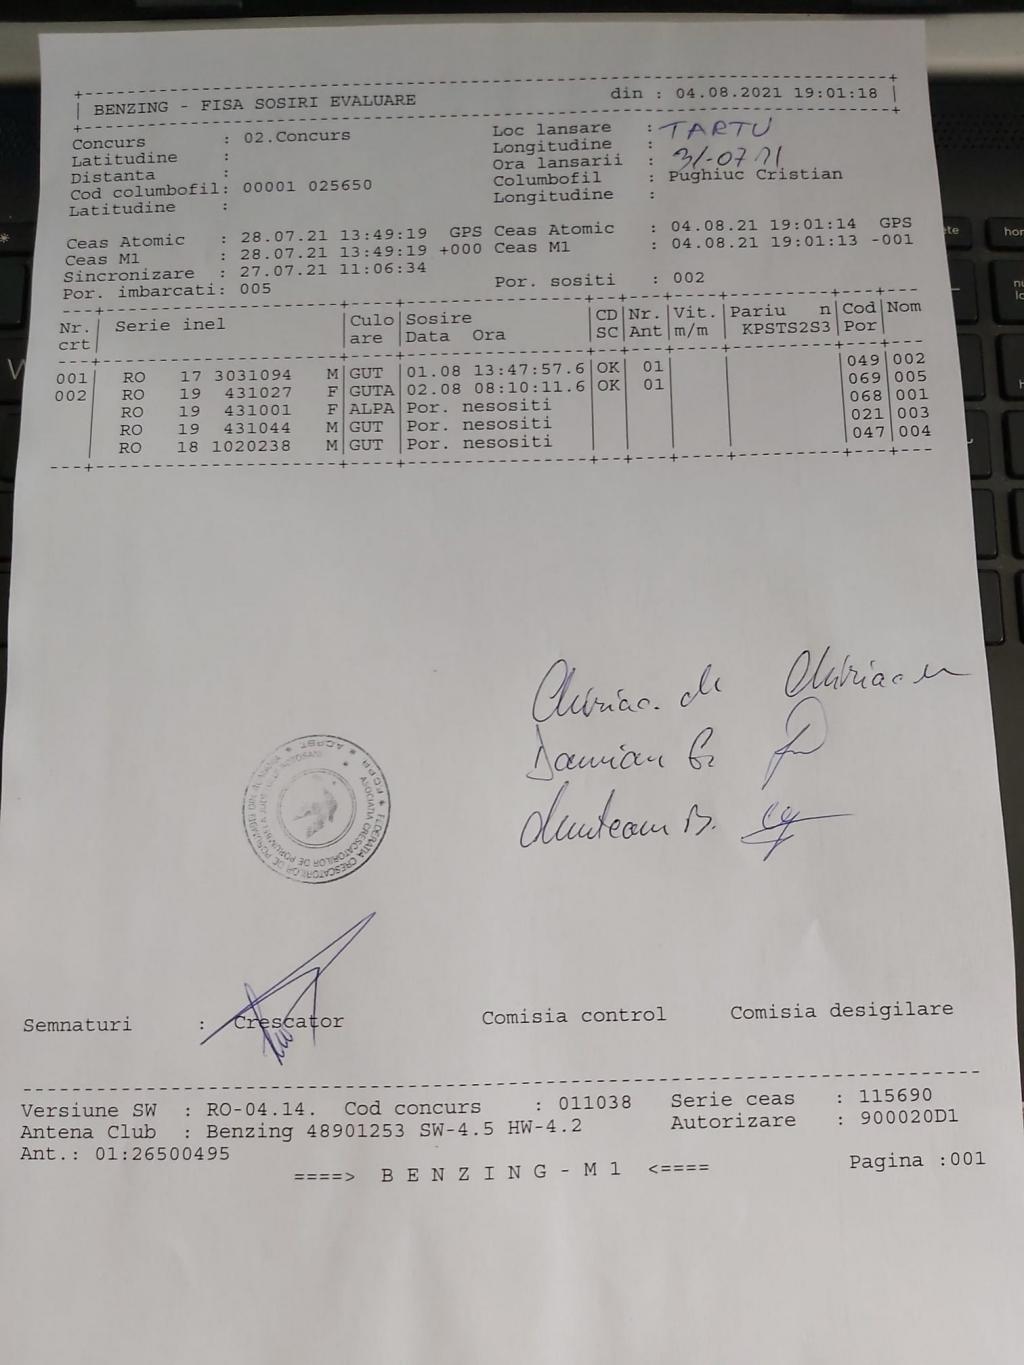 BENZING - FISA SOSIRI EVALUARE din : 04.08.2021 19:01:18
Concurs : 02.Concurs Loc lansare : TARTU
Latitudine : Longitudine :
Distanta : Ora lansarii : 31-07 21
Cod columbofil: 00001 025650 Columbofil : Pughiuc Cristian
Latitudine : Longitudine :
Ceas Atomic : 28.07.21 13:49:19 GPS Ceas Atomic : 04.08.21 19:01:14 GPS
Ceas M1 : 28.07.21 13:49:19 +000 Ceas M1 : 04.08.21 19:01:13 -001
Sincronizare : 27.07.21 11:06:34
Por. imbarcati: 005 Por. sositi : 002
Nr. Serie inel Culo Sosire CD Nr. Vit. Pariu n Cod Nom
crt are Data Ora SC Ant m/m KPSTS2S3 Por
001 RO 17 3031094 M GUT 01.08 13:47:57.6 OK 01 049 002
002 RO 19 431027 F GUTA 02.08 08:10:11.6 OK 01 069 005
RO 19 431001 F ALPA Por. nesositi 068 001
RO 19 431044 M GUT Por. nesositi 021 003
RO 18 1020238 M GUT Por. nesositi 047 004
Damian G
Semnaturi : Crescator Comisia control Comisia desigilare
Versiune SW : RO-04.14. Cod concurs : 011038 Serie ceas : 115690
Antena Club : Benzing 48901253 SW-4.5 HW-4.2 Autorizare : 900020D1
Ant.: 01:26500495
====> B E N Z I N G - M 1 <==== Pagina :001